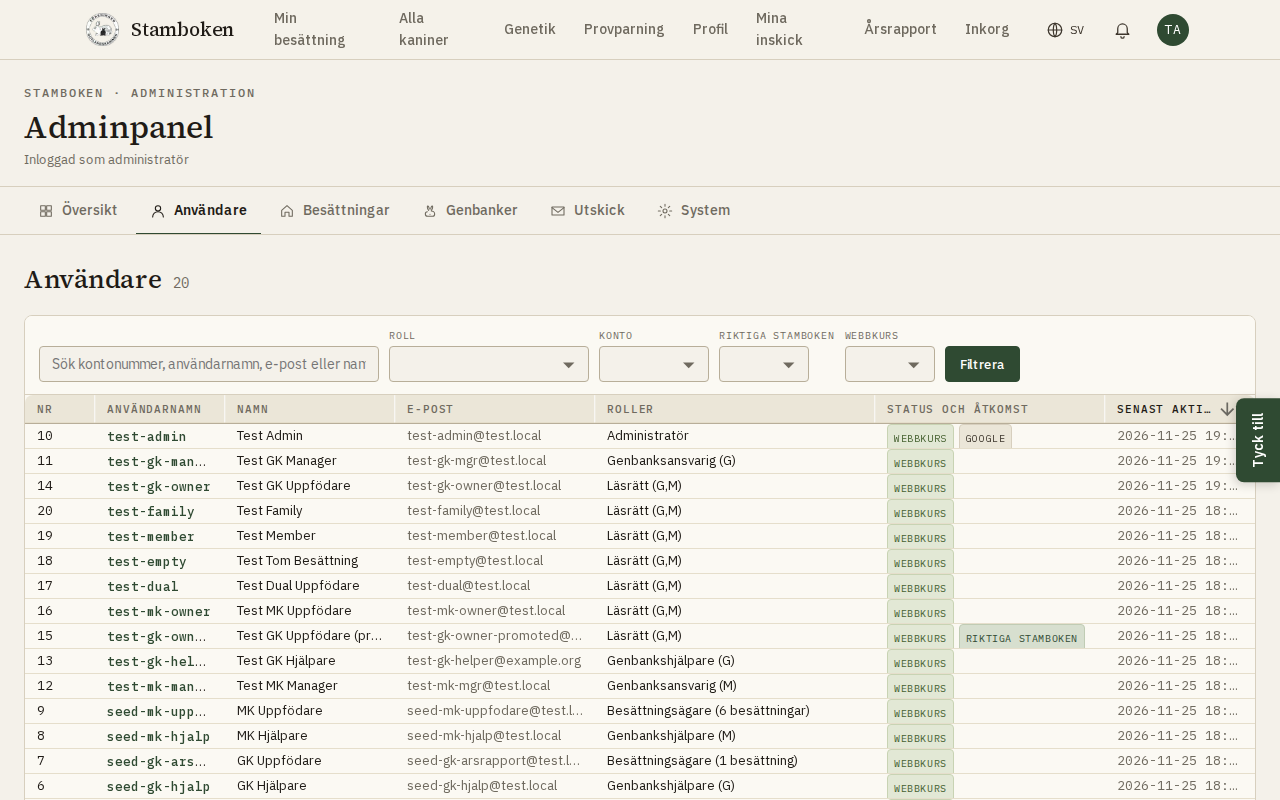 Stamboken
Min besättning
Alla kaniner
Genetik
Provparning
Profil
Mina inskick
Årsrapport
Inkorg
SV
TA
STAMBOKEN · ADMINISTRATION
Adminpanel
Inloggad som administratör
Översikt
Användare
Besättningar
Genbanker
Utskick
System
Användare 20
ROLL
KONTO
RIKTIGA STAMBOKEN
WEBBKURS
Sök kontonummer, användarnamn, e-post eller nam
Filtrera
NR ANVÄNDARNAMN NAMN E-POST ROLLER STATUS OCH ÅTKOMST SENAST AKTI…
10 test-admin Test Admin test-admin@test.local Administratör WEBBKURS GOOGLE 2026-11-25 19:…
11 test-gk-man… Test GK Manager test-gk-mgr@test.local Genbanksansvarig (G) WEBBKURS 2026-11-25 19:…
14 test-gk-owner Test GK Uppfödare test-gk-owner@test.local Läsrätt (G,M) WEBBKURS 2026-11-25 19:…
20 test-family Test Family test-family@test.local Läsrätt (G,M) WEBBKURS 2026-11-25 18:…
19 test-member Test Member test-member@test.local Läsrätt (G,M) WEBBKURS 2026-11-25 18:…
18 test-empty Test Tom Besättning test-empty@test.local Läsrätt (G,M) WEBBKURS 2026-11-25 18:…
17 test-dual Test Dual Uppfödare test-dual@test.local Läsrätt (G,M) WEBBKURS 2026-11-25 18:…
16 test-mk-owner Test MK Uppfödare test-mk-owner@test.local Läsrätt (G,M) WEBBKURS 2026-11-25 18:…
15 test-gk-own… Test GK Uppfödare (pr… test-gk-owner-promoted@… Läsrätt (G,M) WEBBKURS RIKTIGA STAMBOKEN 2026-11-25 18:…
13 test-gk-hel… Test GK Hjälpare test-gk-helper@example.org Genbankshjälpare (G) WEBBKURS 2026-11-25 18:…
12 test-mk-man… Test MK Manager test-mk-mgr@test.local Genbanksansvarig (M) WEBBKURS 2026-11-25 18:…
9 seed-mk-upp… MK Uppfödare seed-mk-uppfodare@test.l… Besättningsägare (6 besättningar) WEBBKURS 2026-11-25 18:…
8 seed-mk-hjalp MK Hjälpare seed-mk-hjalp@test.local Genbankshjälpare (M) WEBBKURS 2026-11-25 18:…
7 seed-gk-ars… GK Uppfödare seed-gk-arsrapport@test.l… Besättningsägare (1 besättning) WEBBKURS 2026-11-25 18:…
6 seed-gk-hjalp GK Hjälpare seed-gk-hjalp@test.local Genbankshjälpare (G) WEBBKURS 2026-11-25 18:…
Tyck till